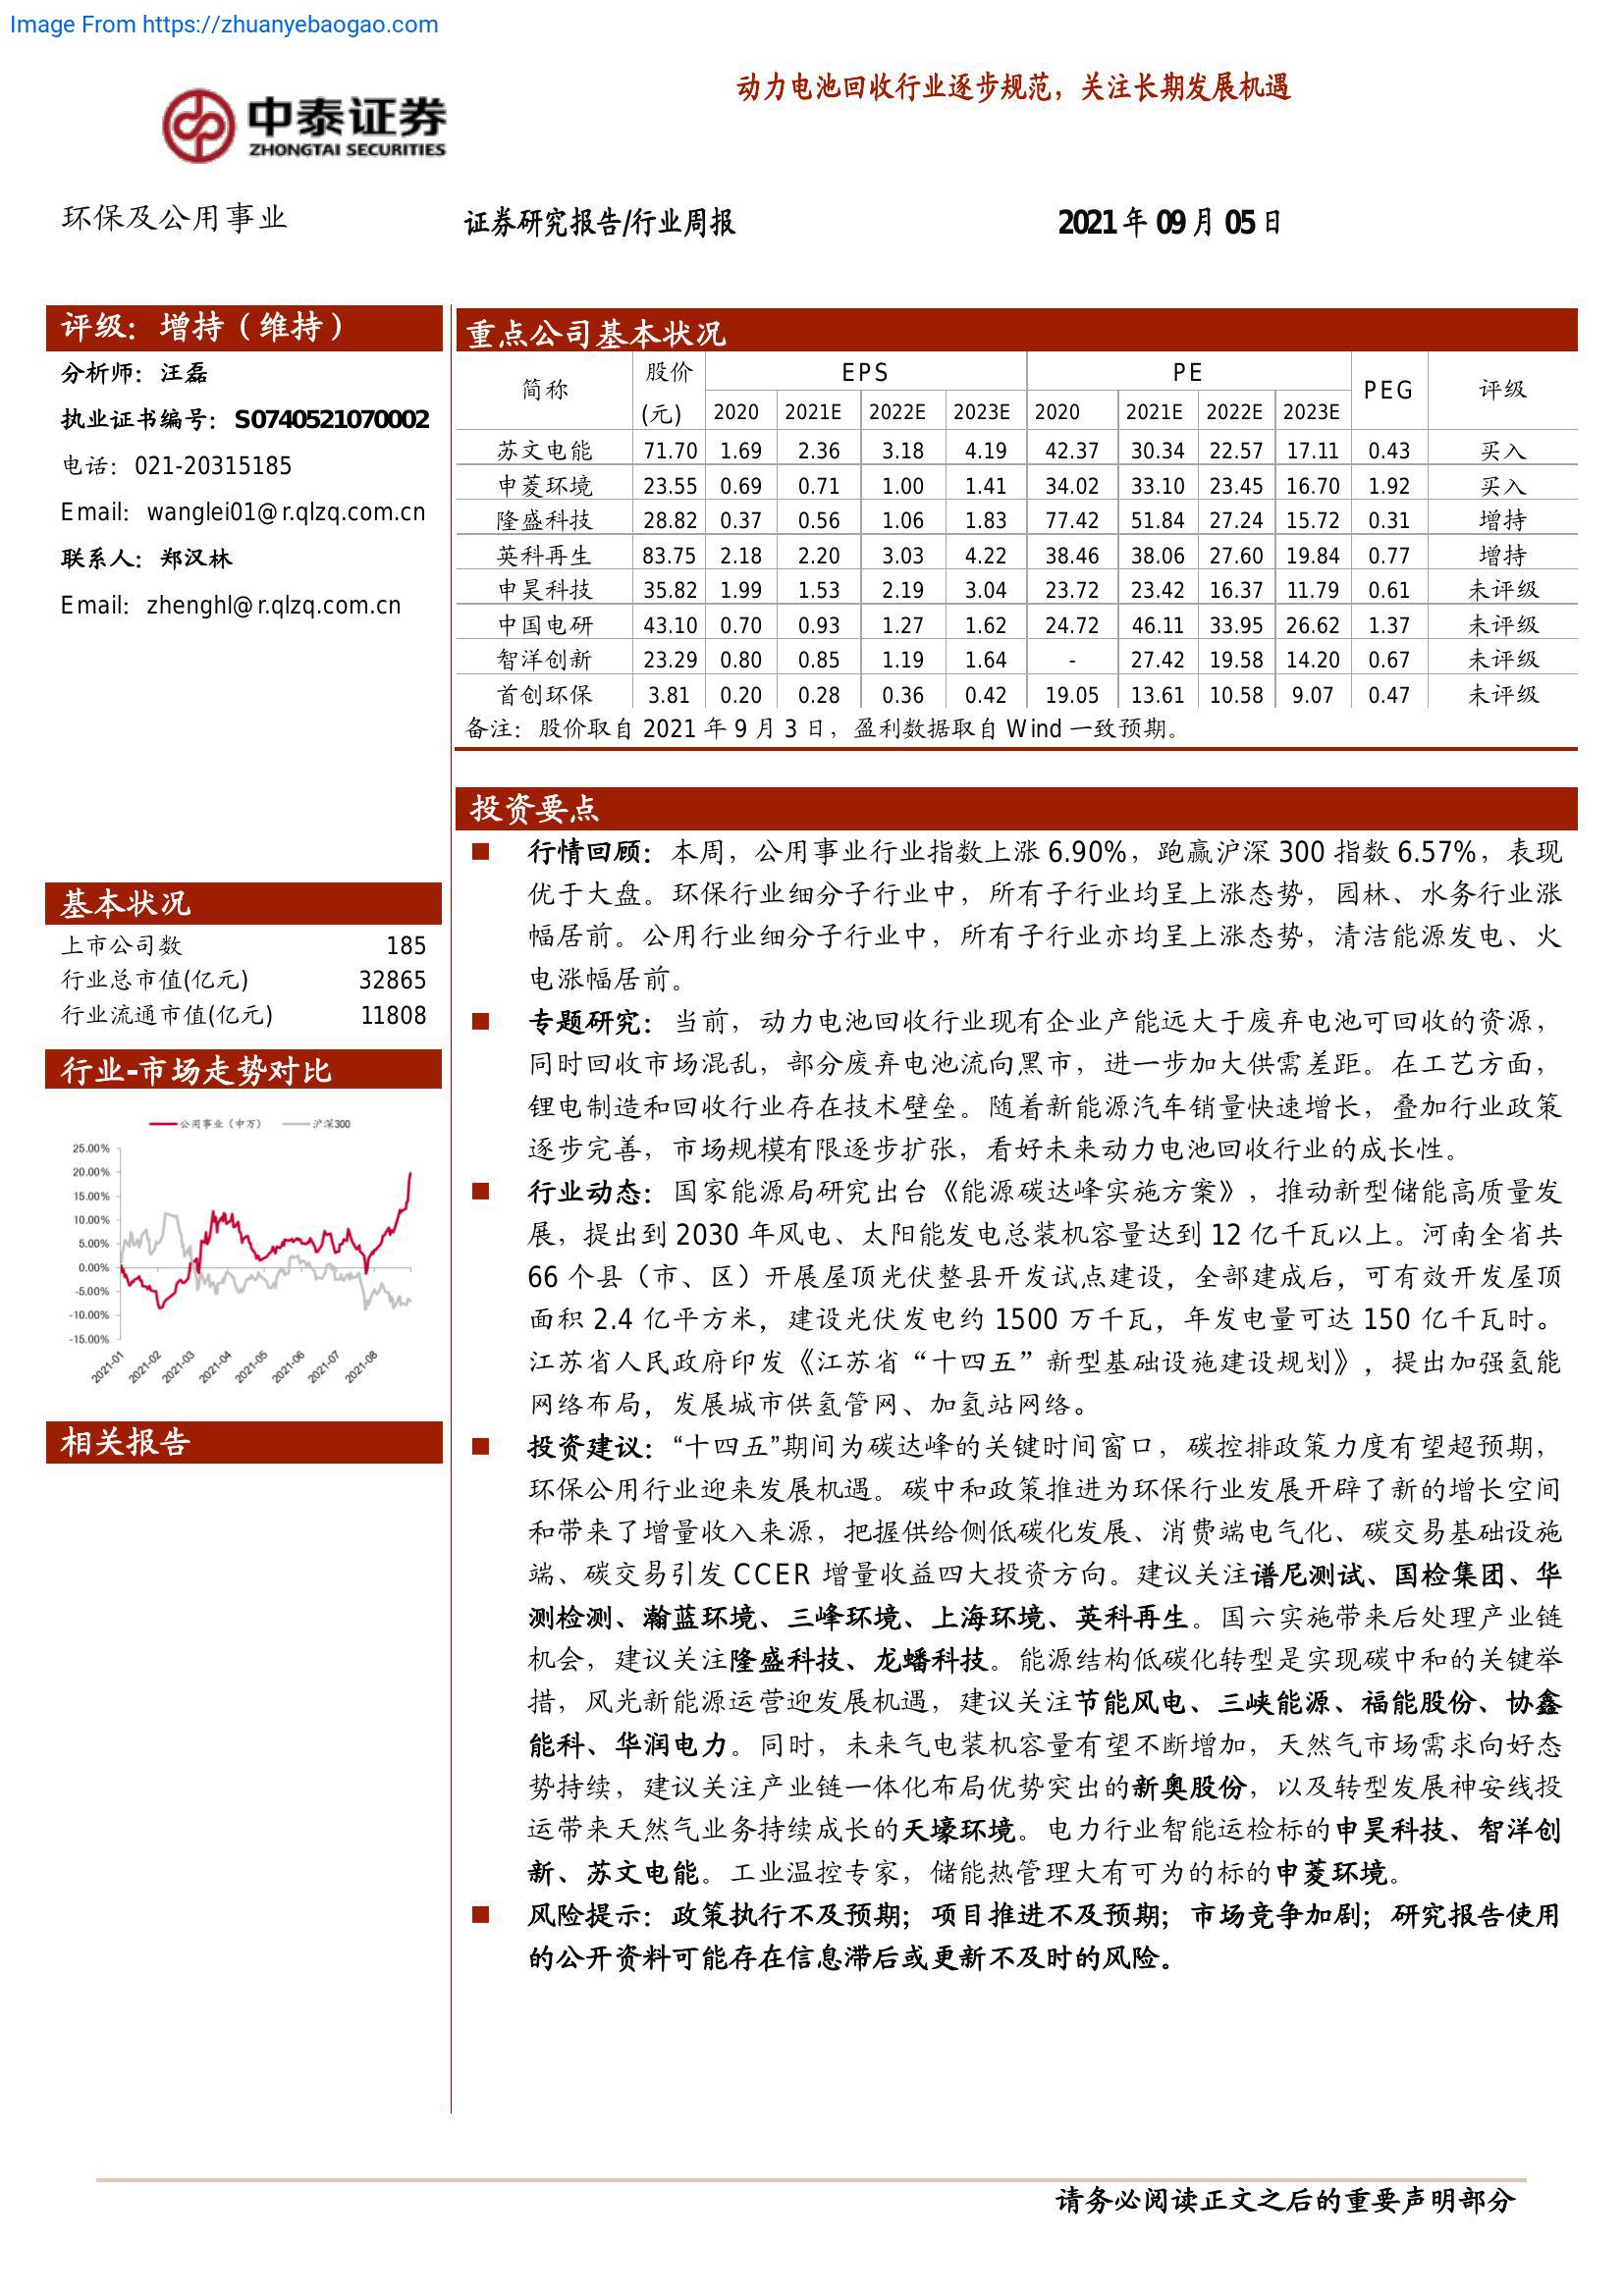 Image From https://zhuanyebaogao.com
动力电池回收行业逐步规范，关注长期发展机遇
中泰证券
ZHONGTAI SECURITIES
环保及公用事业 证券研究报告/行业周报 2021 年 09 月 05 日
评级：增持（维持）
分析师：汪磊
执业证书编号：S0740521070002
电话：021-20315185
Email：wanglei01@r.qlzq.com.cn
联系人：郑汉林
Email：zhenghl@r.qlzq.com.cn
基本状况
上市公司数 185
行业总市值(亿元) 32865
行业流通市值(亿元) 11808
行业-市场走势对比
公用事业（申万） 沪深300
25.00%
20.00%
15.00%
10.00%
5.00%
0.00%
-5.00%
-10.00%
-15.00%
2021-01 2021-02 2021-03 2021-04 2021-05 2021-06 2021-07 2021-08
相关报告
重点公司基本状况
简称 股价(元) EPS PE PEG 评级
2020 2021E 2022E 2023E 2020 2021E 2022E 2023E
苏文电能 71.70 1.69 2.36 3.18 4.19 42.37 30.34 22.57 17.11 0.43 买入
申菱环境 23.55 0.69 0.71 1.00 1.41 34.02 33.10 23.45 16.70 1.92 买入
隆盛科技 28.82 0.37 0.56 1.06 1.83 77.42 51.84 27.24 15.72 0.31 增持
英科再生 83.75 2.18 2.20 3.03 4.22 38.46 38.06 27.60 19.84 0.77 增持
申昊科技 35.82 1.99 1.53 2.19 3.04 23.72 23.42 16.37 11.79 0.61 未评级
中国电研 43.10 0.70 0.93 1.27 1.62 24.72 46.11 33.95 26.62 1.37 未评级
智洋创新 23.29 0.80 0.85 1.19 1.64 - 27.42 19.58 14.20 0.67 未评级
首创环保 3.81 0.20 0.28 0.36 0.42 19.05 13.61 10.58 9.07 0.47 未评级
备注：股价取自 2021 年 9 月 3 日，盈利数据取自 Wind 一致预期。
投资要点
■ 行情回顾：本周，公用事业行业指数上涨 6.90%，跑赢沪深 300 指数 6.57%，表现
优于大盘。环保行业细分子行业中，所有子行业均呈上涨态势，园林、水务行业涨
幅居前。公用行业细分子行业中，所有子行业亦均呈上涨态势，清洁能源发电、火
电涨幅居前。
■ 专题研究：当前，动力电池回收行业现有企业产能远大于废弃电池可回收的资源，
同时回收市场混乱，部分废弃电池流向黑市，进一步加大供需差距。在工艺方面，
锂电制造和回收行业存在技术壁垒。随着新能源汽车销量快速增长，叠加行业政策
逐步完善，市场规模有限逐步扩张，看好未来动力电池回收行业的成长性。
■ 行业动态：国家能源局研究出台《能源碳达峰实施方案》，推动新型储能高质量发
展，提出到 2030 年风电、太阳能发电总装机容量达到 12 亿千瓦以上。河南全省共
66 个县（市、区）开展屋顶光伏整县开发试点建设，全部建成后，可有效开发屋顶
面积 2.4 亿平方米，建设光伏发电约 1500 万千瓦，年发电量可达 150 亿千瓦时。
江苏省人民政府印发《江苏省“十四五”新型基础设施建设规划》，提出加强氢能
网络布局，发展城市供氢管网、加氢站网络。
■ 投资建议：“十四五”期间为碳达峰的关键时间窗口，碳控排政策力度有望超预期，
环保公用行业迎来发展机遇。碳中和政策推进为环保行业发展开辟了新的增长空间
和带来了增量收入来源，把握供给侧低碳化发展、消费端电气化、碳交易基础设施
端、碳交易引发 CCER 增量收益四大投资方向。建议关注谱尼测试、国检集团、华
测检测、瀚蓝环境、三峰环境、上海环境、英科再生。国六实施带来后处理产业链
机会，建议关注隆盛科技、龙蟠科技。能源结构低碳化转型是实现碳中和的关键举
措，风光新能源运营迎发展机遇，建议关注节能风电、三峡能源、福能股份、协鑫
能科、华润电力。同时，未来气电装机容量有望不断增加，天然气市场需求向好态
势持续，建议关注产业链一体化布局优势突出的新奥股份，以及转型发展神安线投
运带来天然气业务持续成长的天壕环境。电力行业智能运检标的申昊科技、智洋创
新、苏文电能。工业温控专家，储能热管理大有可为的标的申菱环境。
■ 风险提示：政策执行不及预期；项目推进不及预期；市场竞争加剧；研究报告使用
的公开资料可能存在信息滞后或更新不及时的风险。
请务必阅读正文之后的重要声明部分